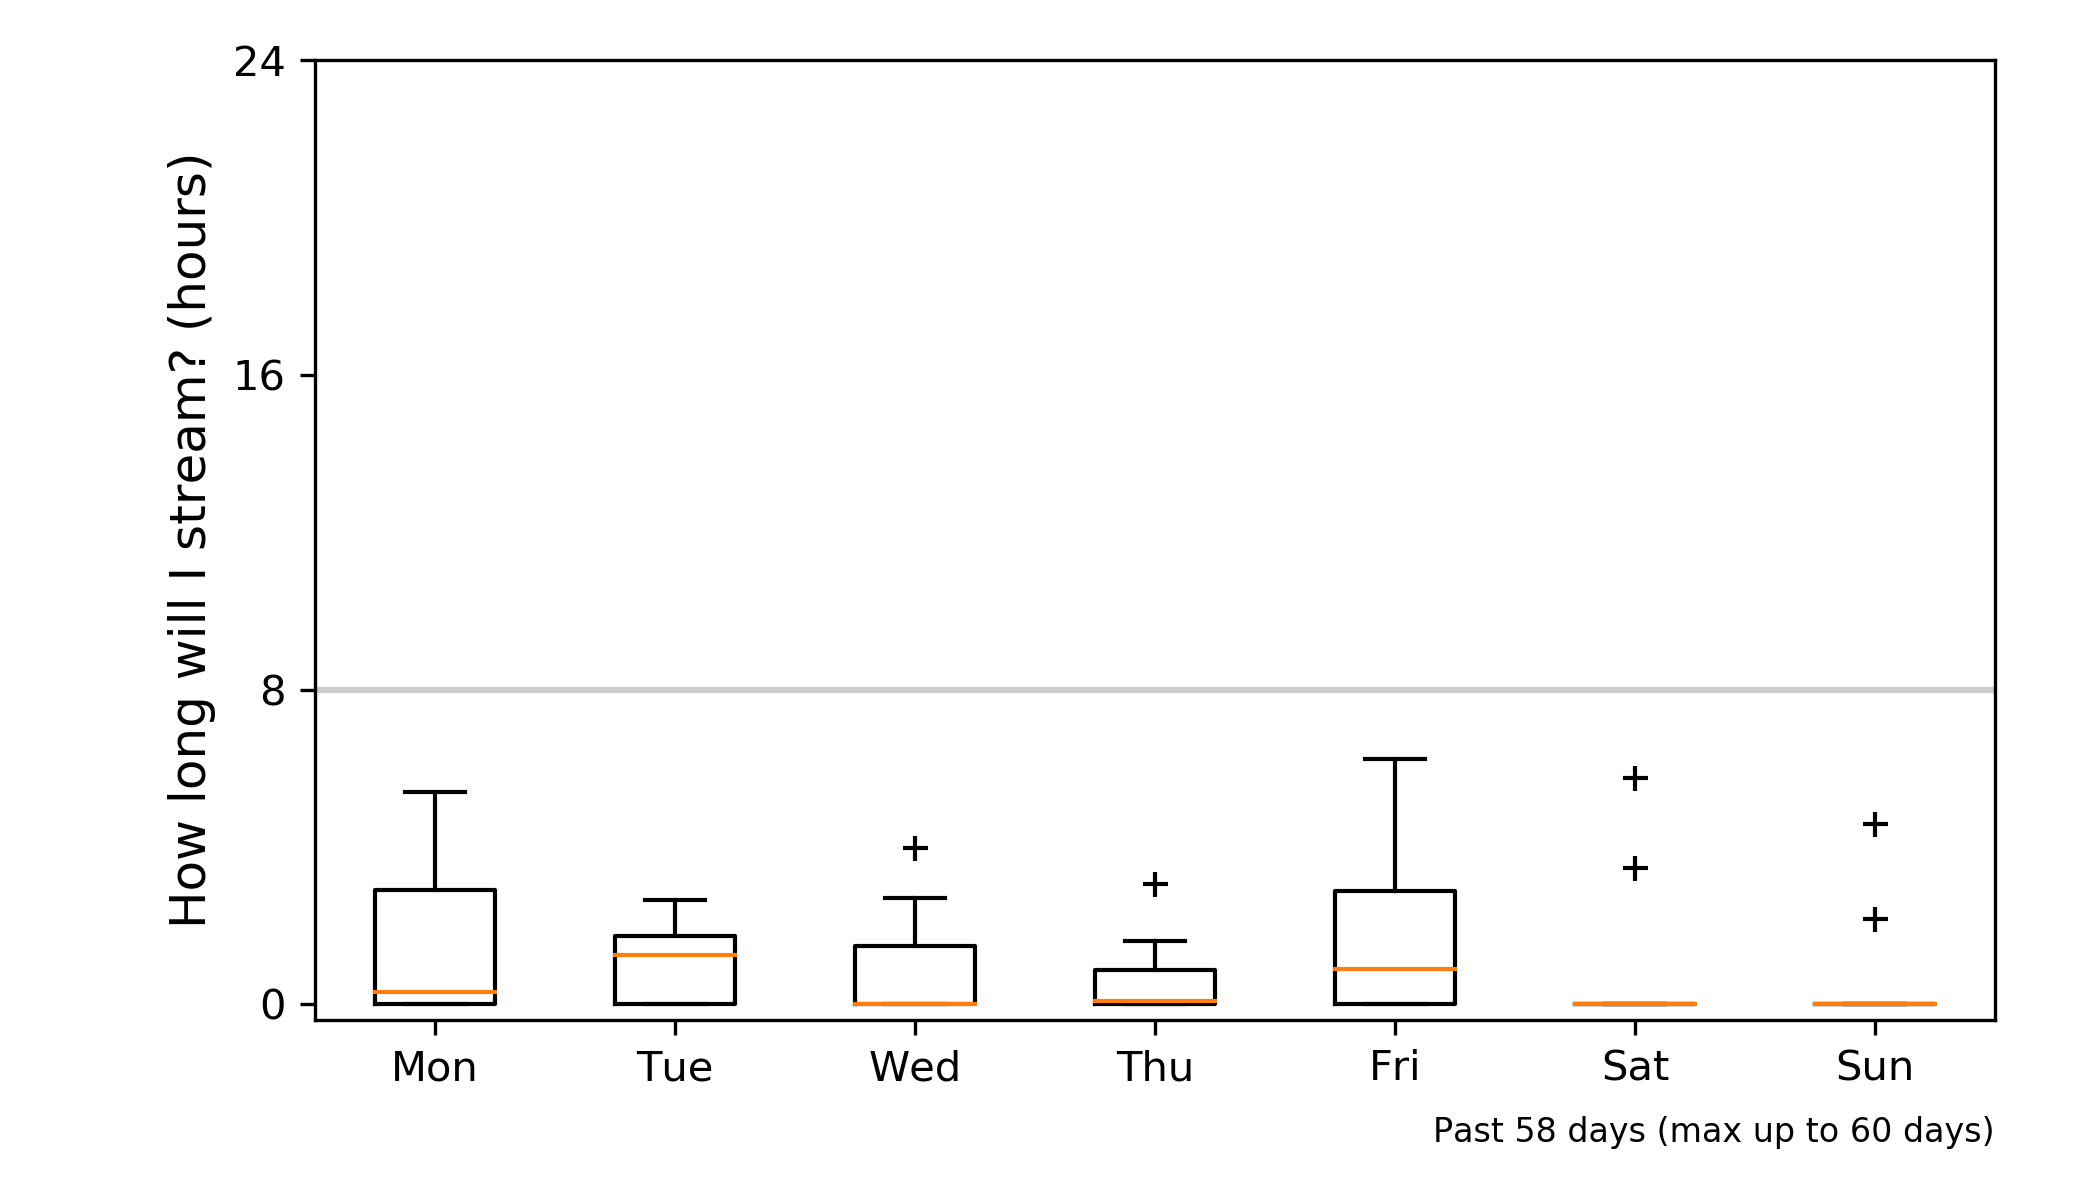 How long will I stream? (hours)
24
16
8
0
Mon Tue Wed Thu Fri Sat Sun
Past 58 days (max up to 60 days)